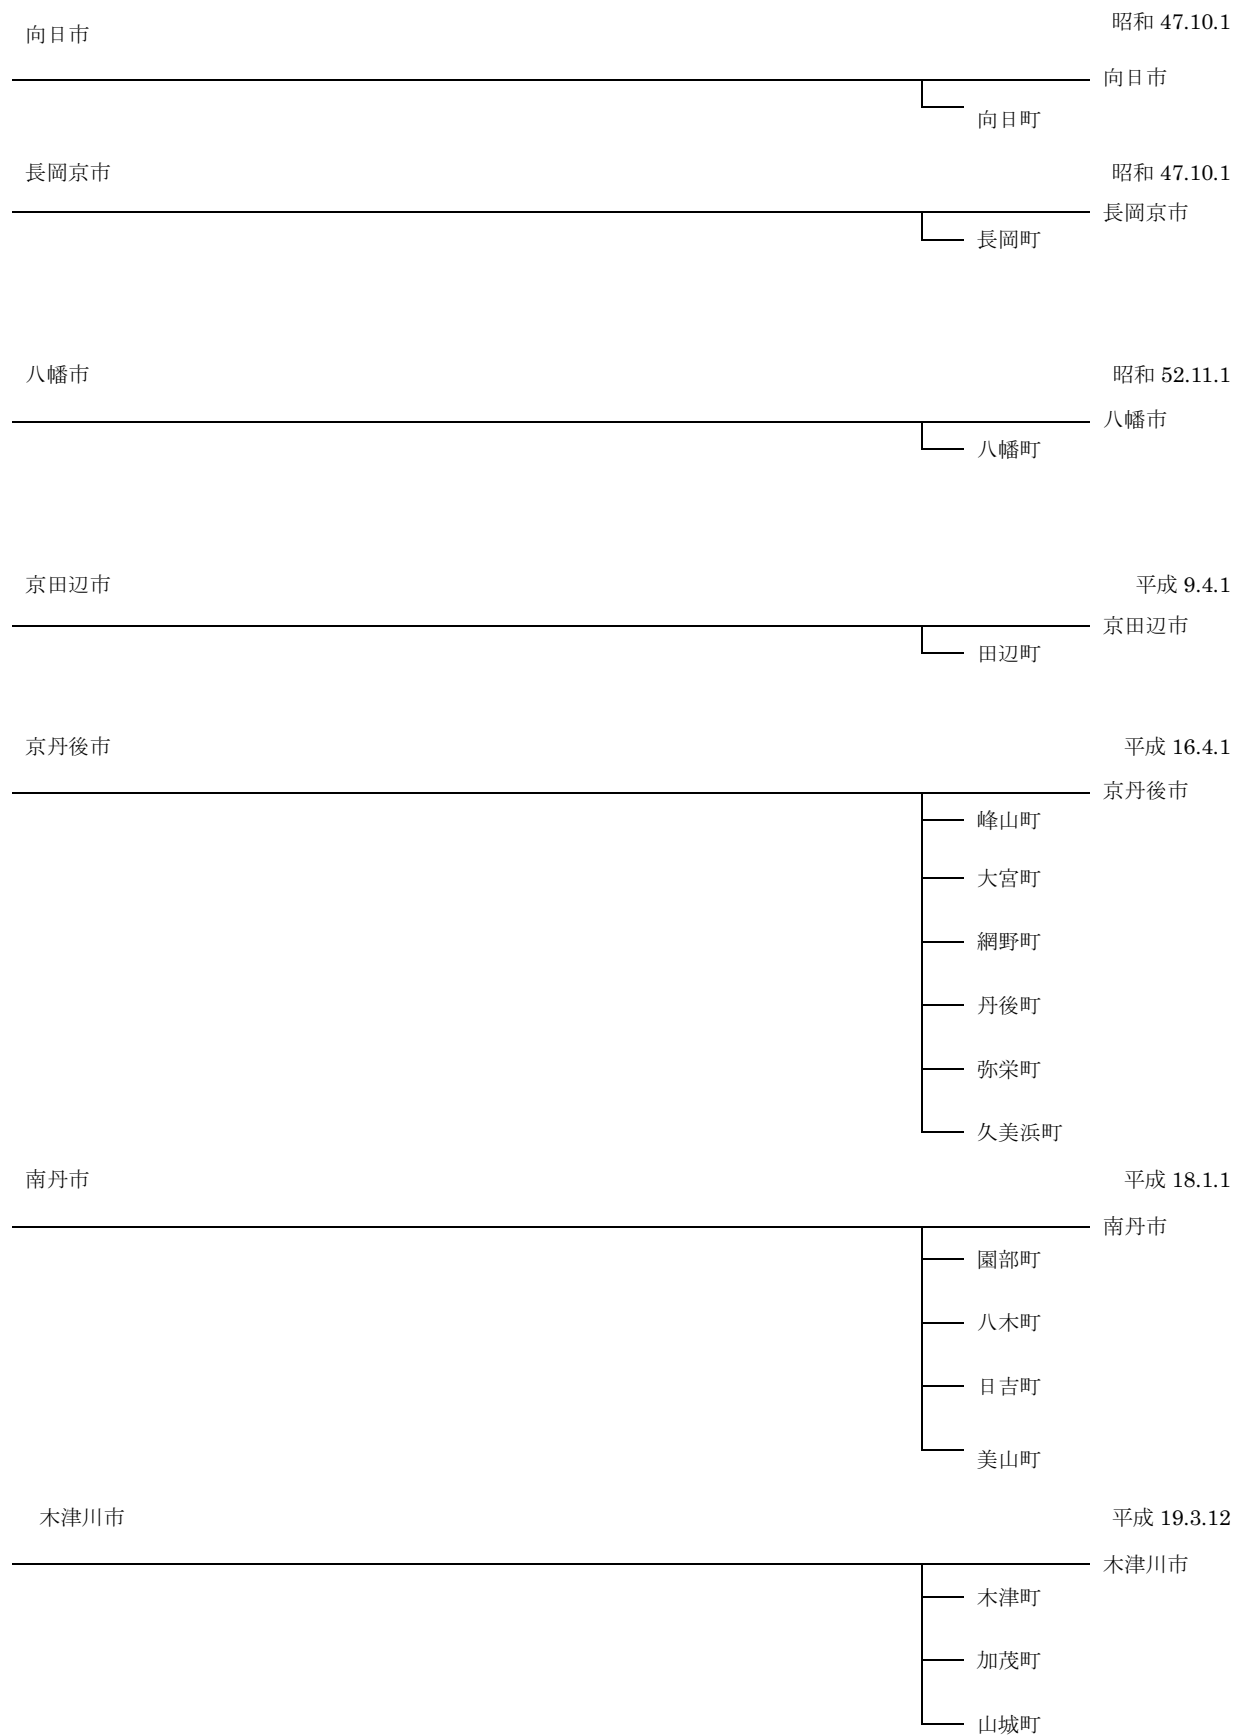 向日市
昭和 47.10.1
向日市
向日町
長岡京市
昭和 47.10.1
長岡京市
長岡町
八幡市
昭和 52.11.1
八幡市
八幡町
京田辺市
平成 9.4.1
京田辺市
田辺町
京丹後市
平成 16.4.1
京丹後市
峰山町
大宮町
網野町
丹後町
弥栄町
久美浜町
南丹市
平成 18.1.1
南丹市
園部町
八木町
日吉町
美山町
木津川市
平成 19.3.12
木津川市
木津町
加茂町
山城町